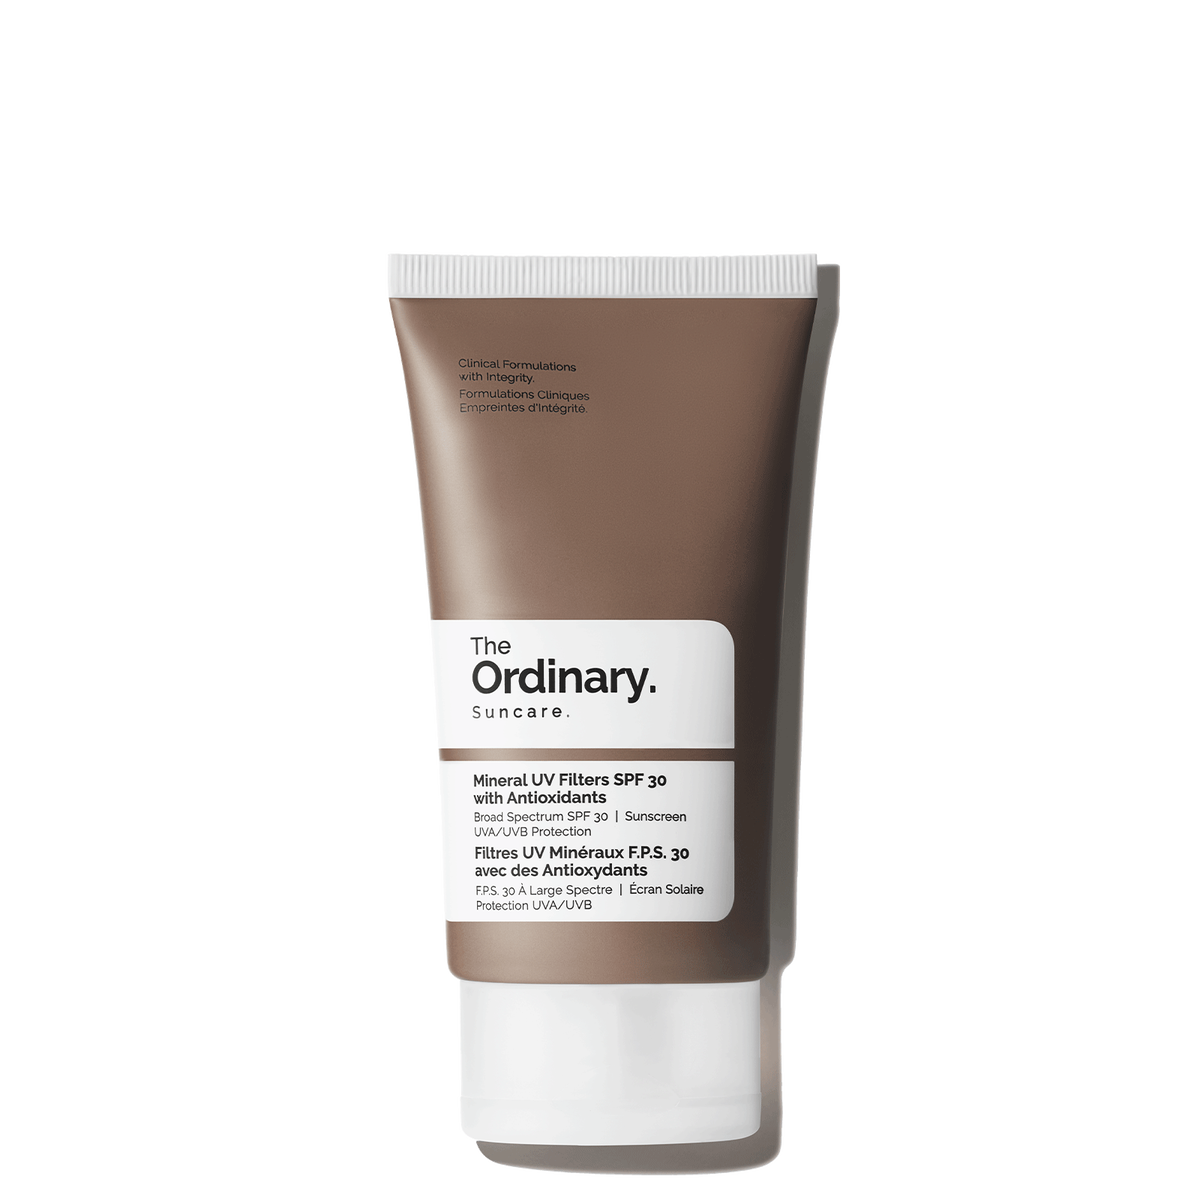 Clinical Formulations
with Integrity.
Formulations Cliniques
Empreintes d'Intégrité.
The
Ordinary.
Suncare.
Mineral UV Filters SPF 30
with Antioxidants
Broad Spectrum SPF 30 | Sunscreen
UVA/UVB Protection
Filtres UV Minéraux F.P.S. 30
avec des Antioxydants
F.P.S. 30 À Large Spectre | Écran Solaire
Protection UVA/UVB